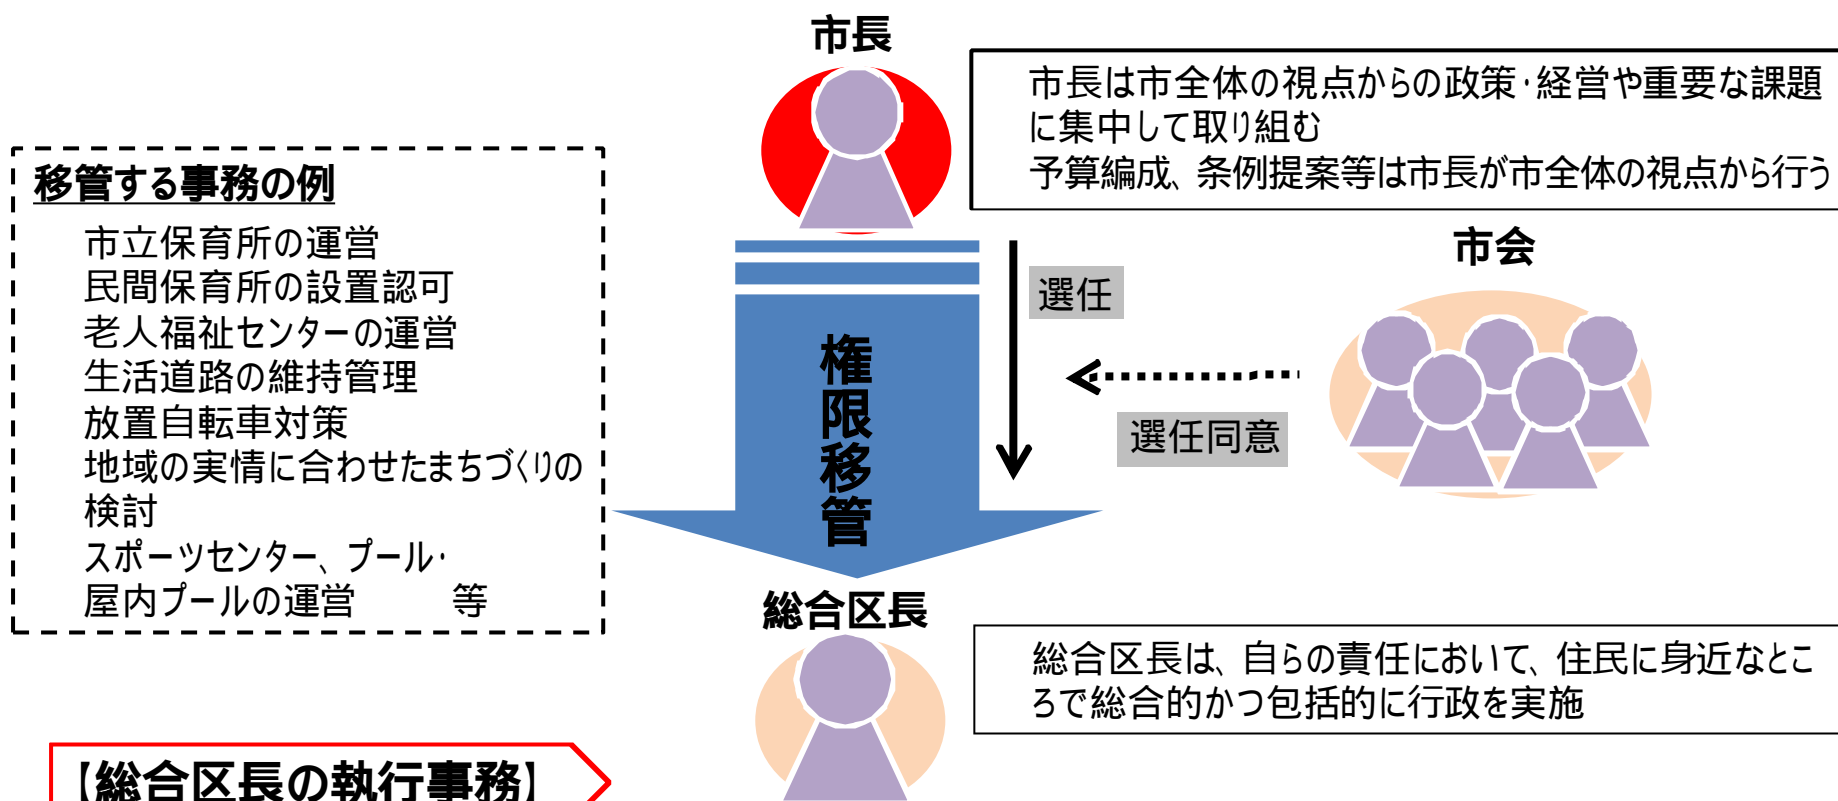 市長
市長は市全体の視点からの政策・経営や重要な課題
に集中して取り組む
予算編成、条例提案等は市長が市全体の視点から行う
移管する事務の例
市立保育所の運営
民間保育所の設置認可
老人福祉センターの運営
生活道路の維持管理
放置自転車対策
地域の実情に合わせたまちづくりの
検討
スポーツセンター、プール・
屋内プールの運営　　等
市会
選任
選任同意
権限移管
総合区長
総合区長は、自らの責任において、住民に身近なとこ
ろで総合的かつ包括的に行政を実施
【総合区長の執行事務】